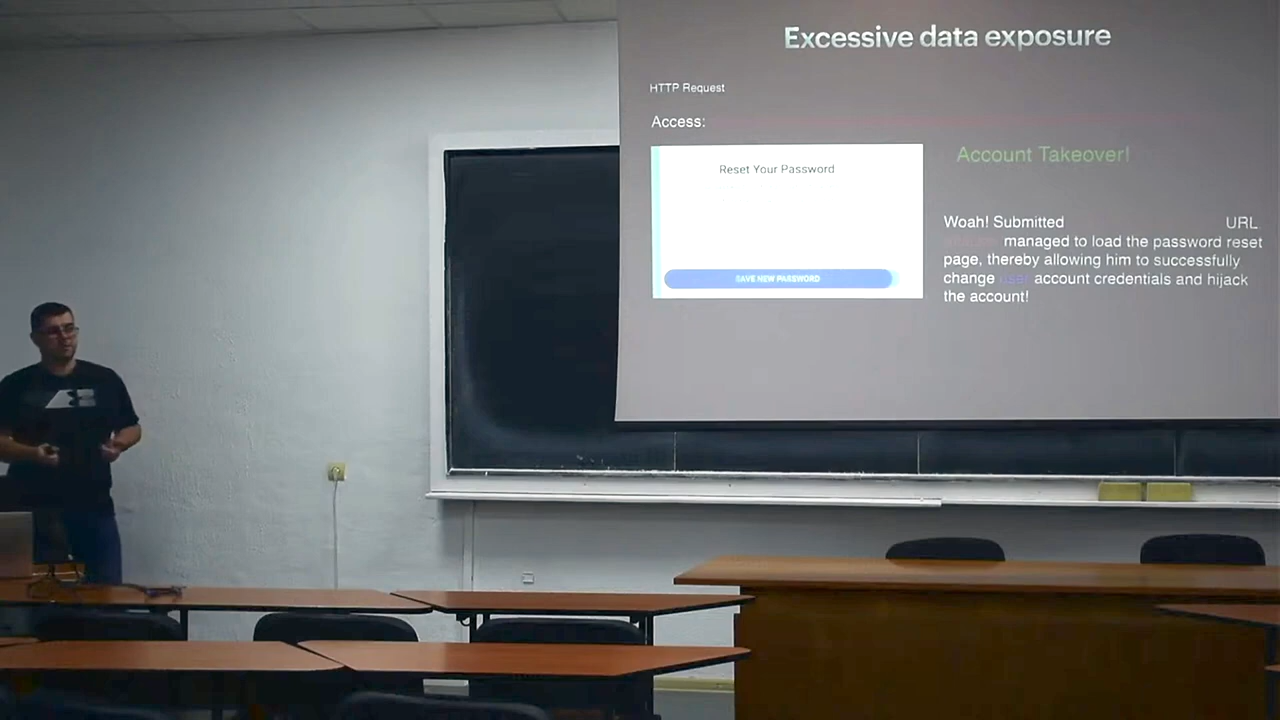 Excessive data exposure
HTTP Request
Access:
Reset Your Password
SAVE NEW PASSWORD
Account Takeover!
Woah! Submitted URL
managed to load the password reset
page, thereby allowing him to successfully
change user account credentials and hijack
the account!